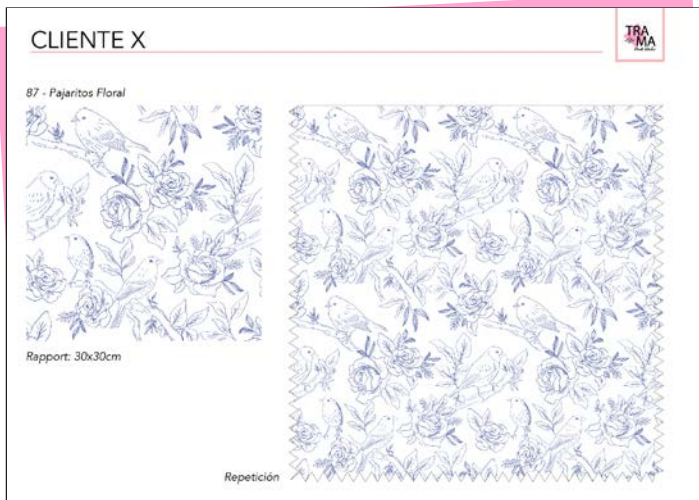 CLIENTE X
TRA
MA
87 - Pajaritos Floral
Rapport: 30x30cm
Repetición